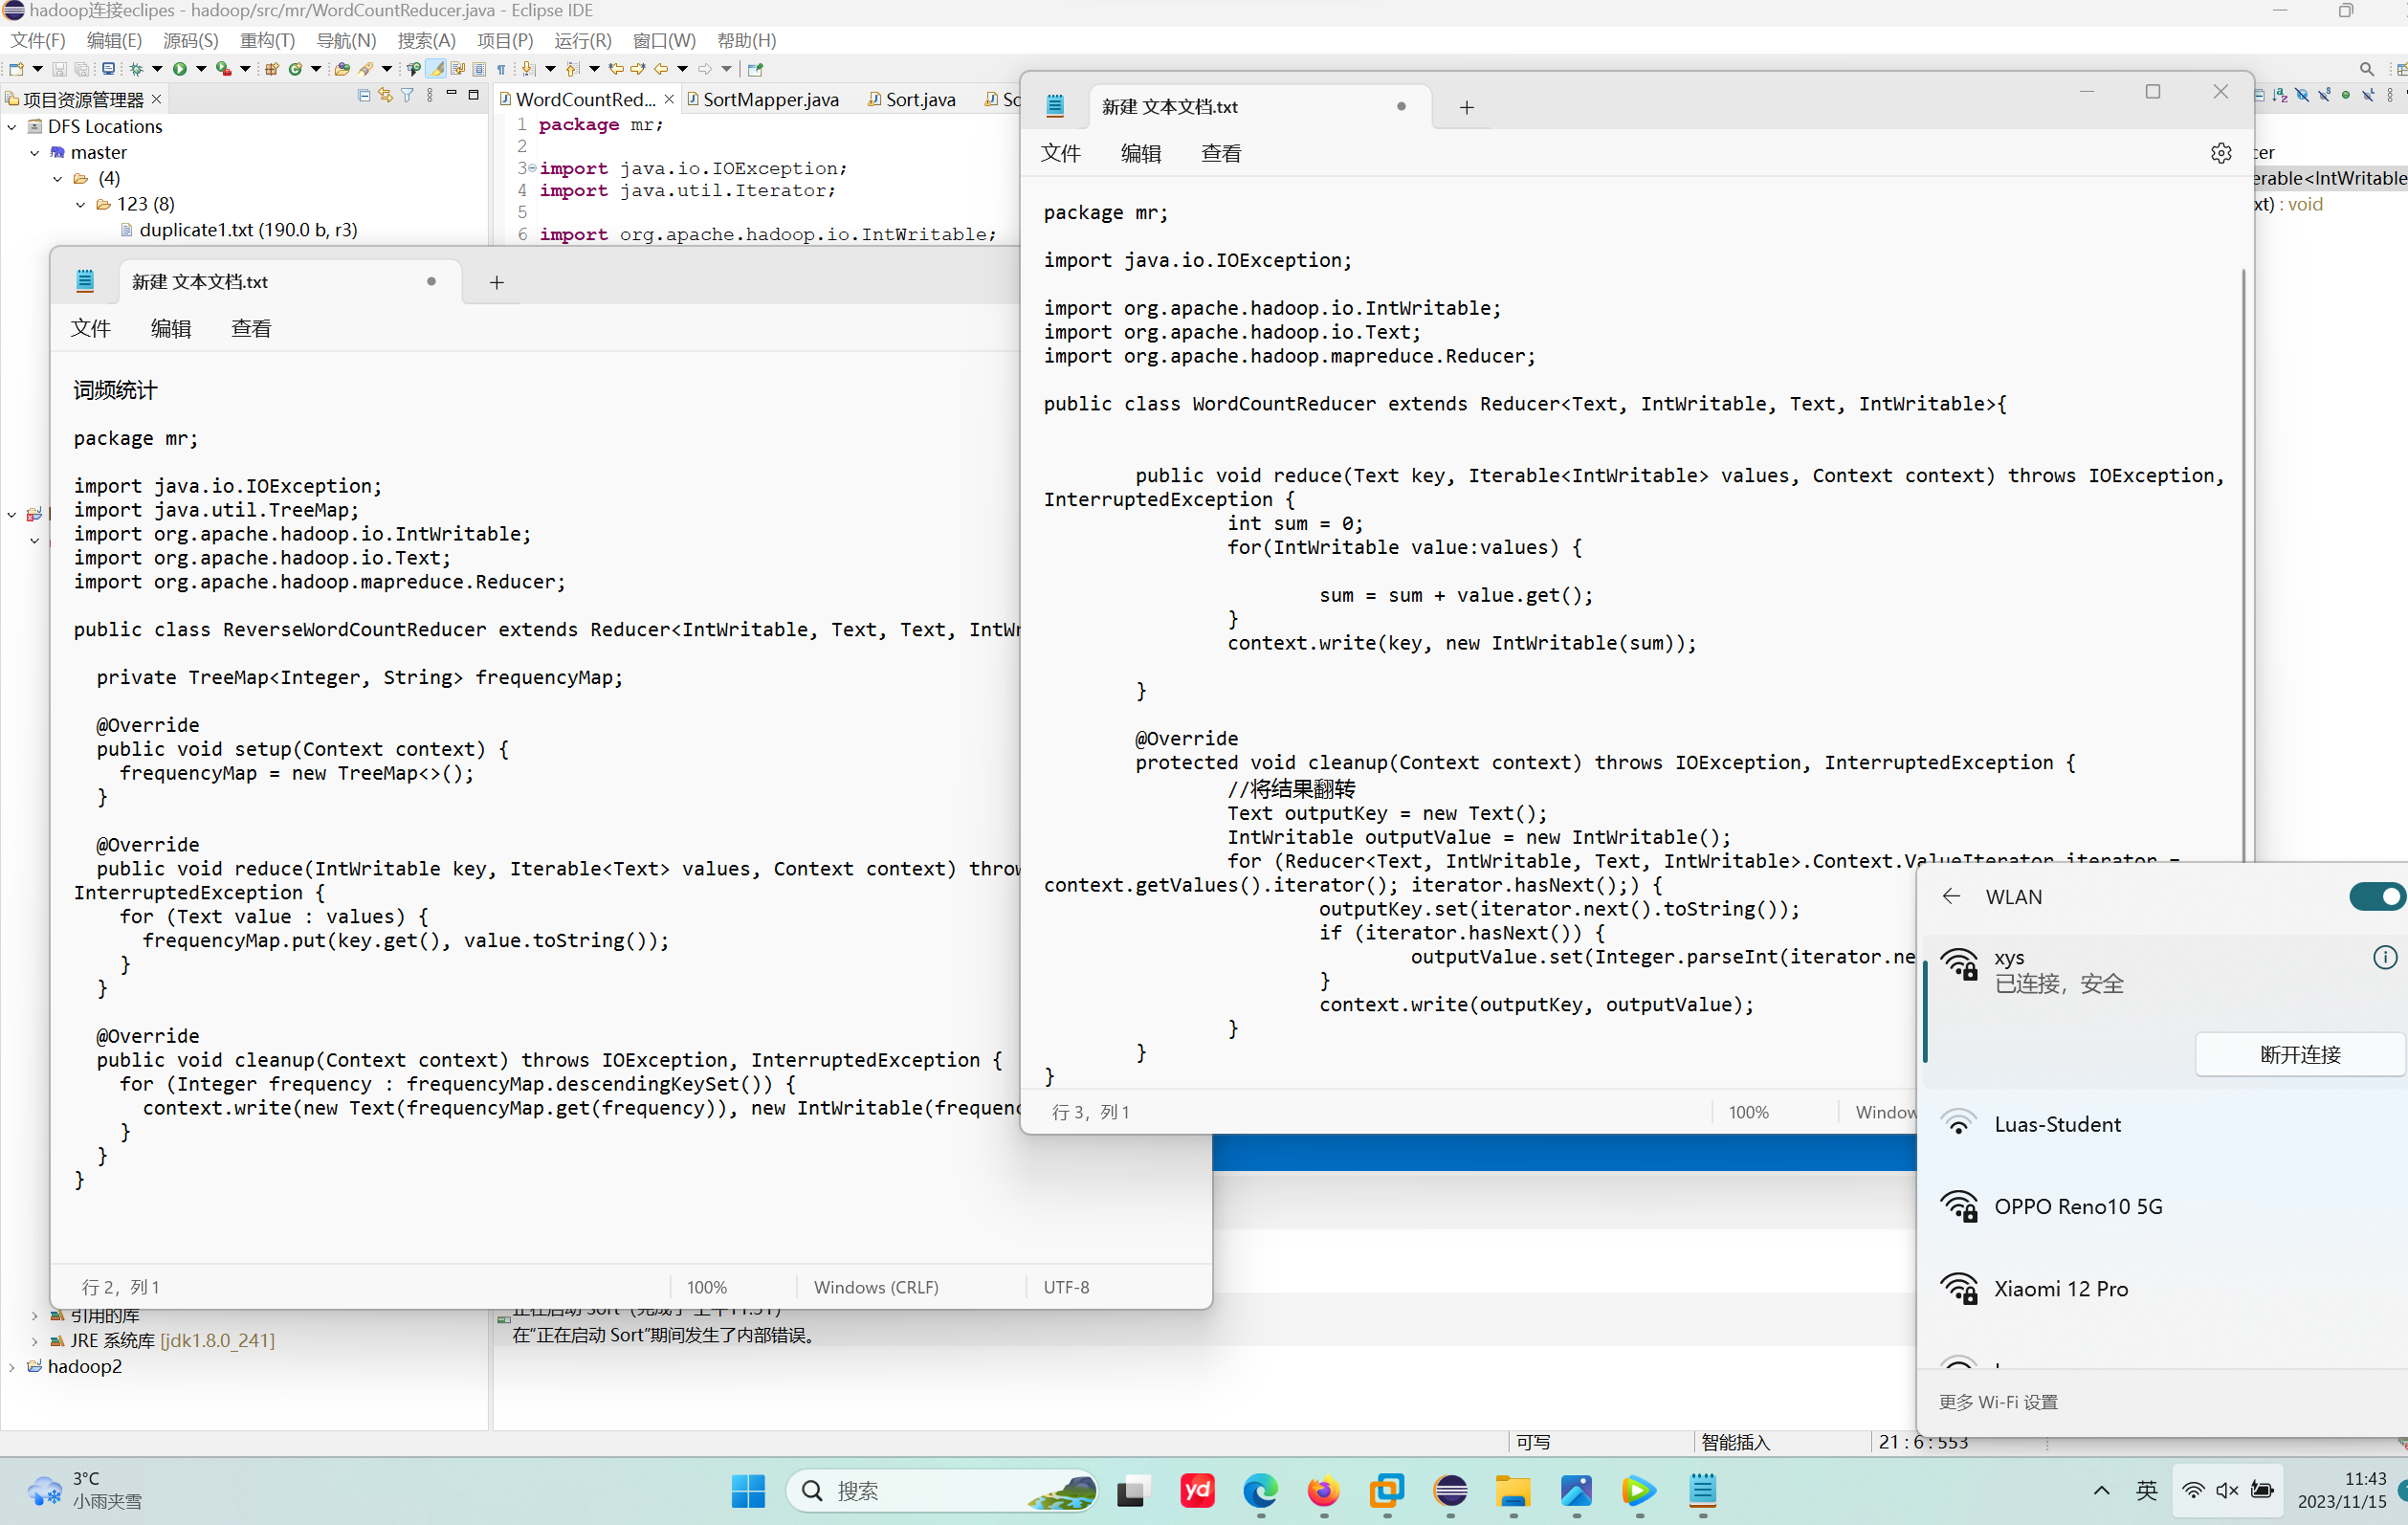 hadoop连接eclipes - hadoop/src/mr/WordCountReducer.java - Eclipse IDE
文件(F) 编辑(E) 源码(S) 重构(T) 导航(N) 搜索(A) 项目(P) 运行(R) 窗口(W) 帮助(H)
项目资源管理器
DFS Locations
master
(4)
123 (8)
duplicate1.txt (190.0 b, r3)
引用的库
JRE 系统库 [jdk1.8.0_241]
hadoop2
WordCountRed... SortMapper.java Sort.java
1 package mr;
2
3 import java.io.IOException;
4 import java.util.Iterator;
5
6 import org.apache.hadoop.io.IntWritable;
新建 文本文档.txt
文件 编辑 查看
词频统计
package mr;
import java.io.IOException;
import java.util.TreeMap;
import org.apache.hadoop.io.IntWritable;
import org.apache.hadoop.io.Text;
import org.apache.hadoop.mapreduce.Reducer;
public class ReverseWordCountReducer extends Reducer<IntWritable, Text, Text,
private TreeMap<Integer, String> frequencyMap;
@Override
public void setup(Context context) {
frequencyMap = new TreeMap<>();
}
@Override
public void reduce(IntWritable key, Iterable<Text> values, Context context)
InterruptedException {
for (Text value : values) {
frequencyMap.put(key.get(), value.toString());
}
}
@Override
public void cleanup(Context context) throws IOException, InterruptedException {
for (Integer frequency : frequencyMap.descendingKeySet()) {
context.write(new Text(frequencyMap.get(frequency)), new
}
}
}
行 2，列 1 100% Windows (CRLF) UTF-8
新建 文本文档.txt
文件 编辑 查看
package mr;
import java.io.IOException;
import org.apache.hadoop.io.IntWritable;
import org.apache.hadoop.io.Text;
import org.apache.hadoop.mapreduce.Reducer;
public class WordCountReducer extends Reducer<Text, IntWritable, Text, IntWritable>{
public void reduce(Text key, Iterable<IntWritable> values, Context context) throws IOException,
InterruptedException {
int sum = 0;
for(IntWritable value:values) {
sum = sum + value.get();
}
context.write(key, new IntWritable(sum));
}
@Override
protected void cleanup(Context context) throws IOException, InterruptedException {
//将结果翻转
Text outputKey = new Text();
IntWritable outputValue = new IntWritable();
for (Reducer<Text, IntWritable, Text, IntWritable>.Context.ValueIterator iterator =
context.getValues().iterator(); iterator.hasNext();) {
outputKey.set(iterator.next().toString());
if (iterator.hasNext()) {
outputValue.set(Integer.parseInt(iterator.ne
}
context.write(outputKey, outputValue);
}
}
}
行 3，列 1 100% Window
xt) : void
在“正在启动 Sort”期间发生了内部错误。
WLAN
xys
已连接，安全
断开连接
Luas-Student
OPPO Reno10 5G
Xiaomi 12 Pro
更多 Wi-Fi 设置
可写 智能插入 21 : 6 : 553
3°C
小雨夹雪
搜索
yd
英
11:43
2023/11/15